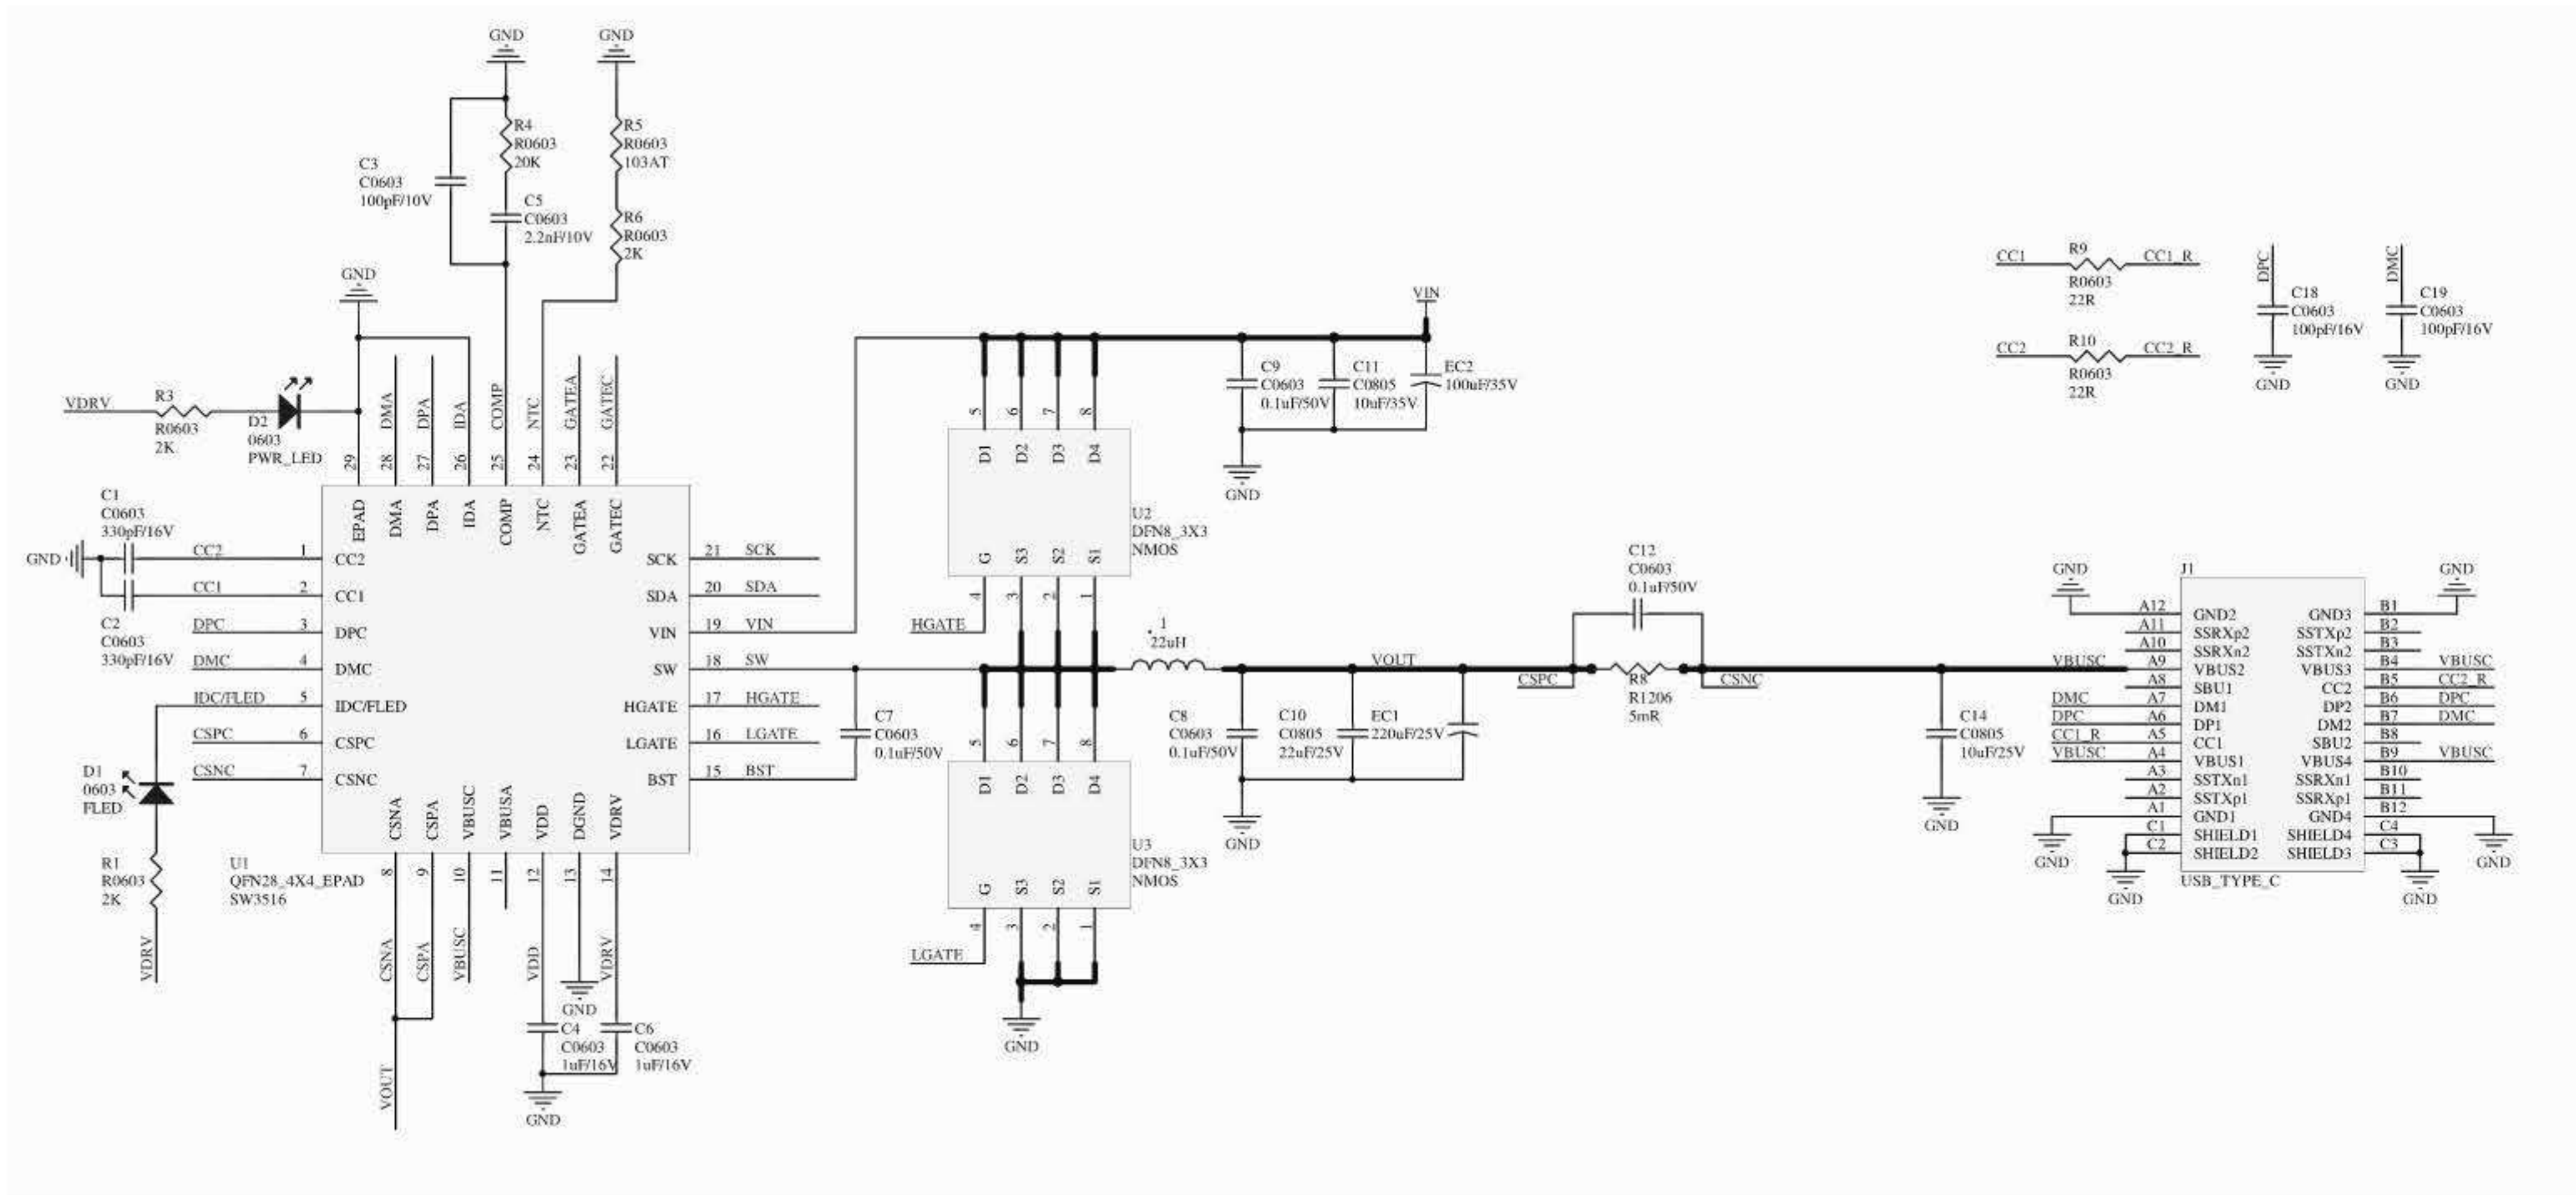 GND
GND
R4
R0603
20K
R5
R0603
103AT
C3
C0603
100pF/10V
C5
C0603
2.2nF/10V
R6
R0603
2K
GND
VDRV
R3
R0603
2K
D2
0603
PWR_LED
29
28
DMA
27
DPA
26
IDA
25
COMP
24
NTC
23
GATEA
22
GATEC
EPAD
DMA
DPA
IDA
COMP
NTC
GATEA
GATEC
C1
C0603
330pF/16V
GND
C2
C0603
330pF/16V
CC2 1 CC2
CC1 2 CC1
DPC 3 DPC
DMC 4 DMC
IDC/FLED 5 IDC/FLED
CSPC 6 CSPC
CSNC 7 CSNC
SCK 21 SCK
SDA 20 SDA
VIN 19 VIN
SW 18 SW
HGATE 17 HGATE
LGATE 16 LGATE
BST 15 BST
CSNA
CSPA
VBUSC
VBUSA
VDD
DGND
VDRV
8
9
10
11
12
13
14
CSNA
CSPA
VBUSC
VDD
VDRV
VOUT
D1
0603
FLED
R1
R0603
2K
VDRV
U1
QFN28_4X4_EPAD
SW3516
GND
C4
C0603
1uF/16V
C6
C0603
1uF/16V
GND
C7
C0603
0.1uF/50V
VIN
C9
C0603
0.1uF/50V
C11
C0805
10uF/35V
EC2
100uF/35V
GND
5 6 7 8
D1 D2 D3 D4
U2
DFN8_3X3
NMOS
G S3 S2 S1
4 3 2 1
HGATE
1
22uH
VOUT
C8
C0603
0.1uF/50V
C10
C0805
22uF/25V
EC1
220uF/25V
GND
5 6 7 8
D1 D2 D3 D4
U3
DFN8_3X3
NMOS
G S3 S2 S1
4 3 2 1
LGATE
GND
C12
C0603
0.1uF/50V
CSPC
R8
R1206
5mR
CSNC
C14
C0805
10uF/25V
GND
CC1
R9
R0603
22R
CC1_R
CC2
R10
R0603
22R
CC2_R
DPC
C18
C0603
100pF/16V
GND
DMC
C19
C0603
100pF/16V
GND
GND
J1
GND
A12 GND2 GND3 B1
A11 SSRXp2 SSTXp2 B2
A10 SSRXn2 SSTXn2 B3
VBUSC A9 VBUS2 VBUS3 B4 VBUSC
A8 SBU1 CC2 B5 CC2_R
DMC A7 DM1 DP2 B6 DPC
DPC A6 DP1 DM2 B7 DMC
CC1_R A5 CC1 SBU2 B8
VBUSC A4 VBUS1 VBUS4 B9 VBUSC
A3 SSTXn1 SSRXn1 B10
A2 SSTXp1 SSRXp1 B11
A1 GND1 GND4 B12
C1 SHIELD1 SHIELD4 C4
C2 SHIELD2 SHIELD3 C3
GND
GND
USB_TYPE_C
GND
GND